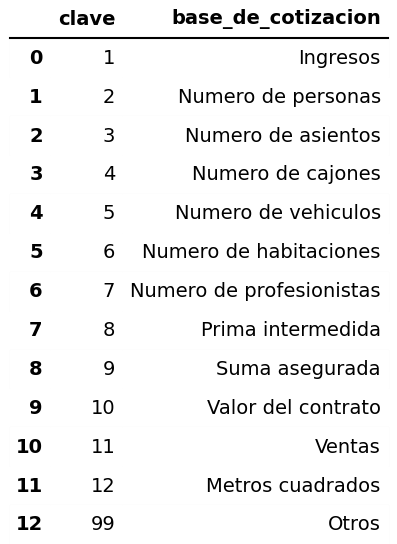 clave base_de_cotizacion
0 1 Ingresos
1 2 Numero de personas
2 3 Numero de asientos
3 4 Numero de cajones
4 5 Numero de vehiculos
5 6 Numero de habitaciones
6 7 Numero de profesionistas
7 8 Prima intermedida
8 9 Suma asegurada
9 10 Valor del contrato
10 11 Ventas
11 12 Metros cuadrados
12 99 Otros